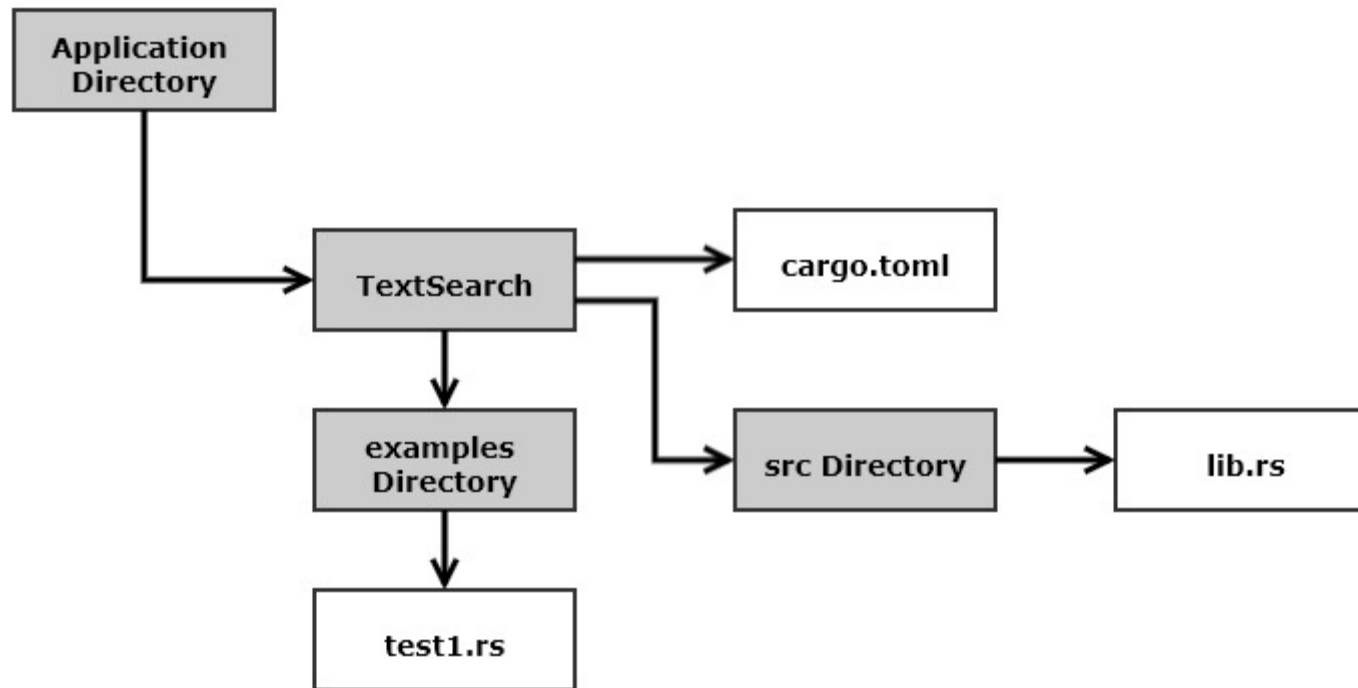 Application
Directory
TextSearch
cargo.toml
examples
Directory
src Directory
lib.rs
test1.rs